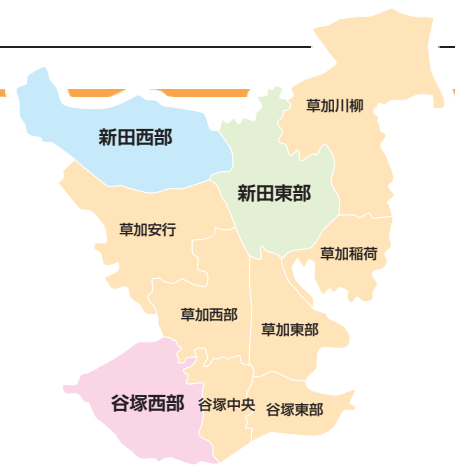 草加川柳
新田西部
新田東部
草加安行
草加稲荷
草加西部
草加東部
谷塚西部
谷塚中央
谷塚東部